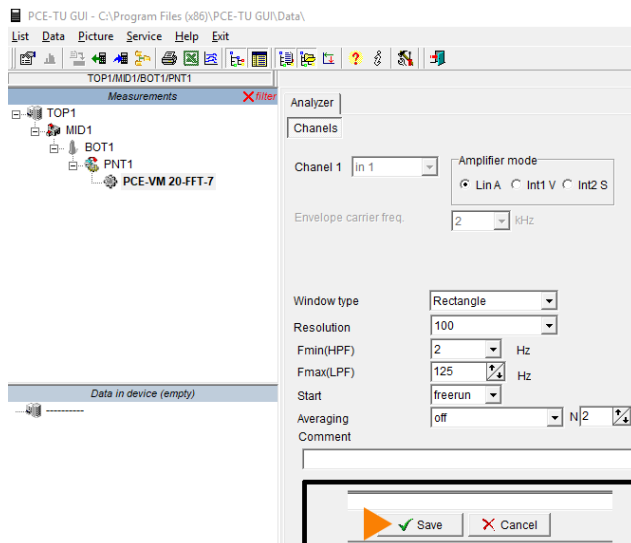 PCE-TU GUI - C:\Program Files (x86)\PCE-TU GUI\Data\
List Data Picture Service Help Exit
TOP1/MID1/BOT1/PNT1
Measurements
filter
TOP1
MID1
BOT1
PNT1
PCE-VM 20-FFT-7
Data in device (empty)
----------
Analyzer
Chanels
Chanel 1 in 1
Amplifier mode
Lin A Int1 V Int2 S
Envelope carrier freq. 2 kHz
Window type Rectangle
Resolution 100
Fmin(HPF) 2 Hz
Fmax(LPF) 125 Hz
Start freerun
Averaging off N 2
Comment
Save Cancel